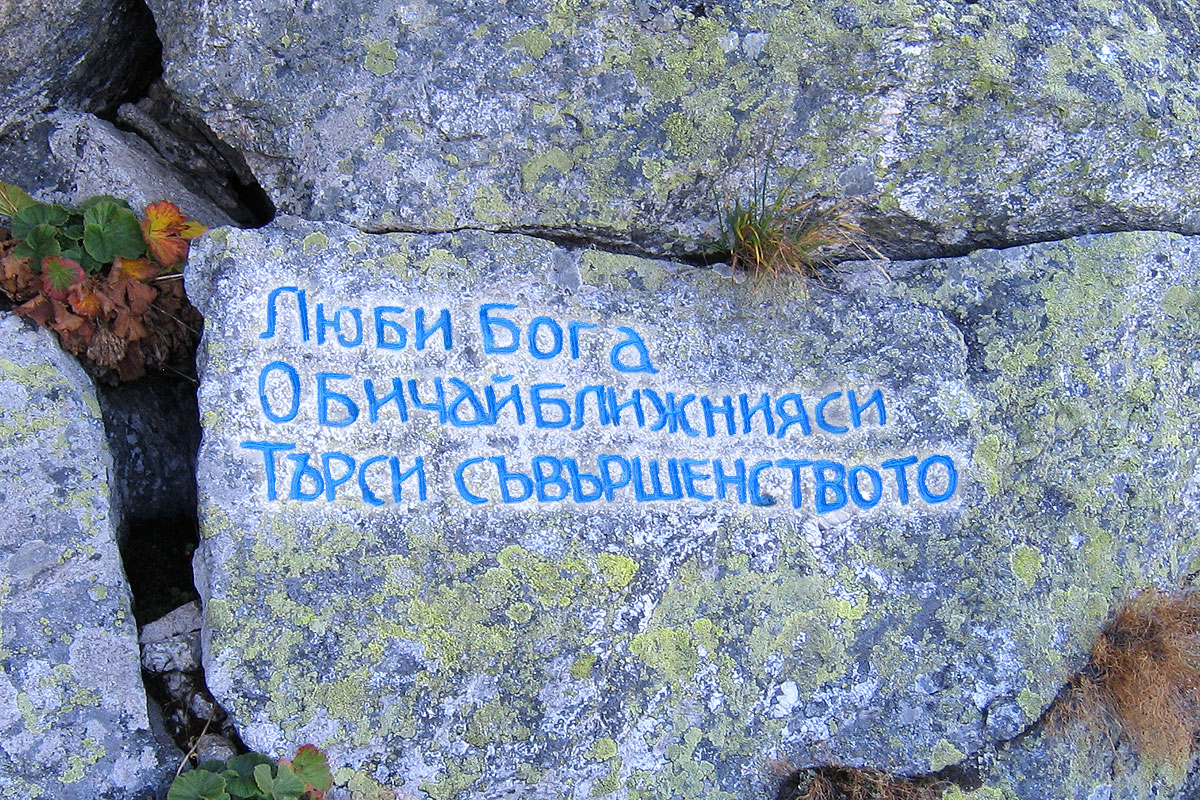 Люби Бога
Обичай ближния си
Търси съвършенството